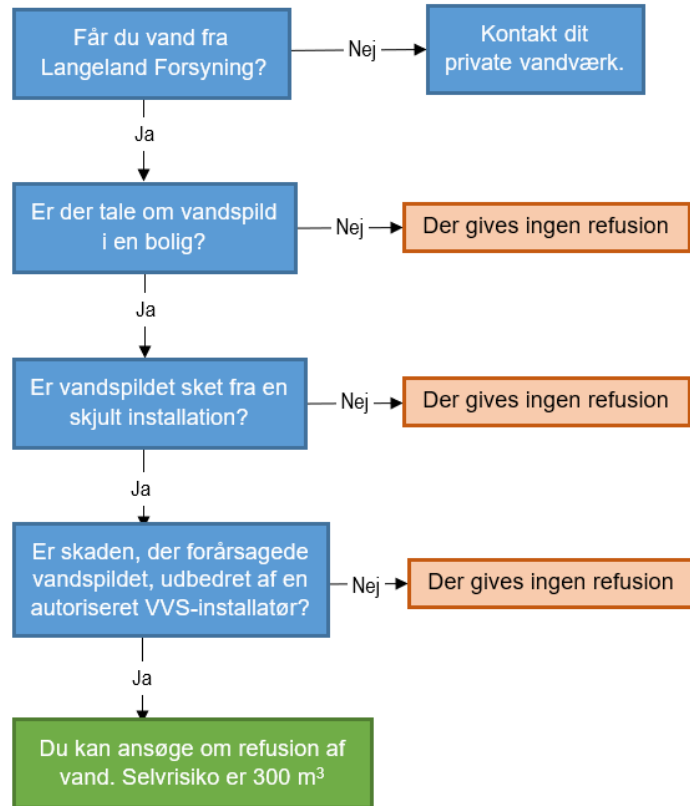 Får du vand fra
Langeland Forsyning?
Nej
Kontakt dit
private vandværk.
Ja
Er der tale om vandspild
i en bolig?
Nej
Der gives ingen refusion
Ja
Er vandspildet sket fra en
skjult installation?
Nej
Der gives ingen refusion
Ja
Er skaden, der forårsagede
vandspildet, udbedret af en
autoriseret VVS-installatør?
Nej
Der gives ingen refusion
Ja
Du kan ansøge om refusion af
vand. Selvrisiko er 300 m³